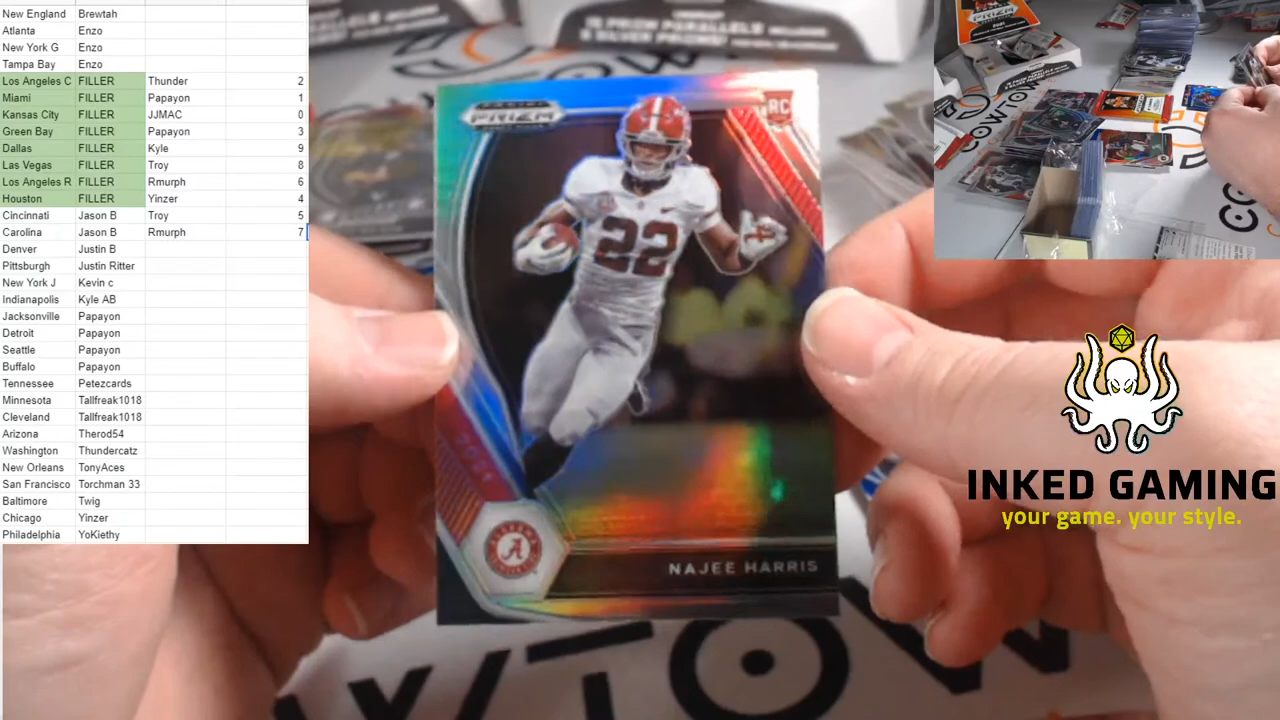 New England Brewtah
Atlanta Enzo
New York G Enzo
Tampa Bay Enzo
Los Angeles C FILLER Thunder 2
Miami FILLER Papayon 1
Kansas City FILLER JJMAC 0
Green Bay FILLER Papayon 3
Dallas FILLER Kyle 9
Las Vegas FILLER Troy 8
Los Angeles R FILLER Rmurph 6
Houston FILLER Yinzer 4
Cincinnati Jason B Troy 5
Carolina Jason B Rmurph 7
Denver Justin B
Pittsburgh Justin Ritter
New York J Kevin c
Indianapolis Kyle AB
Jacksonville Papayon
Detroit Papayon
Seattle Papayon
Buffalo Papayon
Tennessee Petezcards
Minnesota Tallfreak1018
Cleveland Tallfreak1018
Arizona Therod54
Washington Thundercatz
New Orleans TonyAces
San Francisco Torchman 33
Baltimore Twig
Chicago Yinzer
Philadelphia YoKiethy
PRIZM
RC
22
A
NAJEE HARRIS
PRIZM
INKED GAMING
your game. your style.